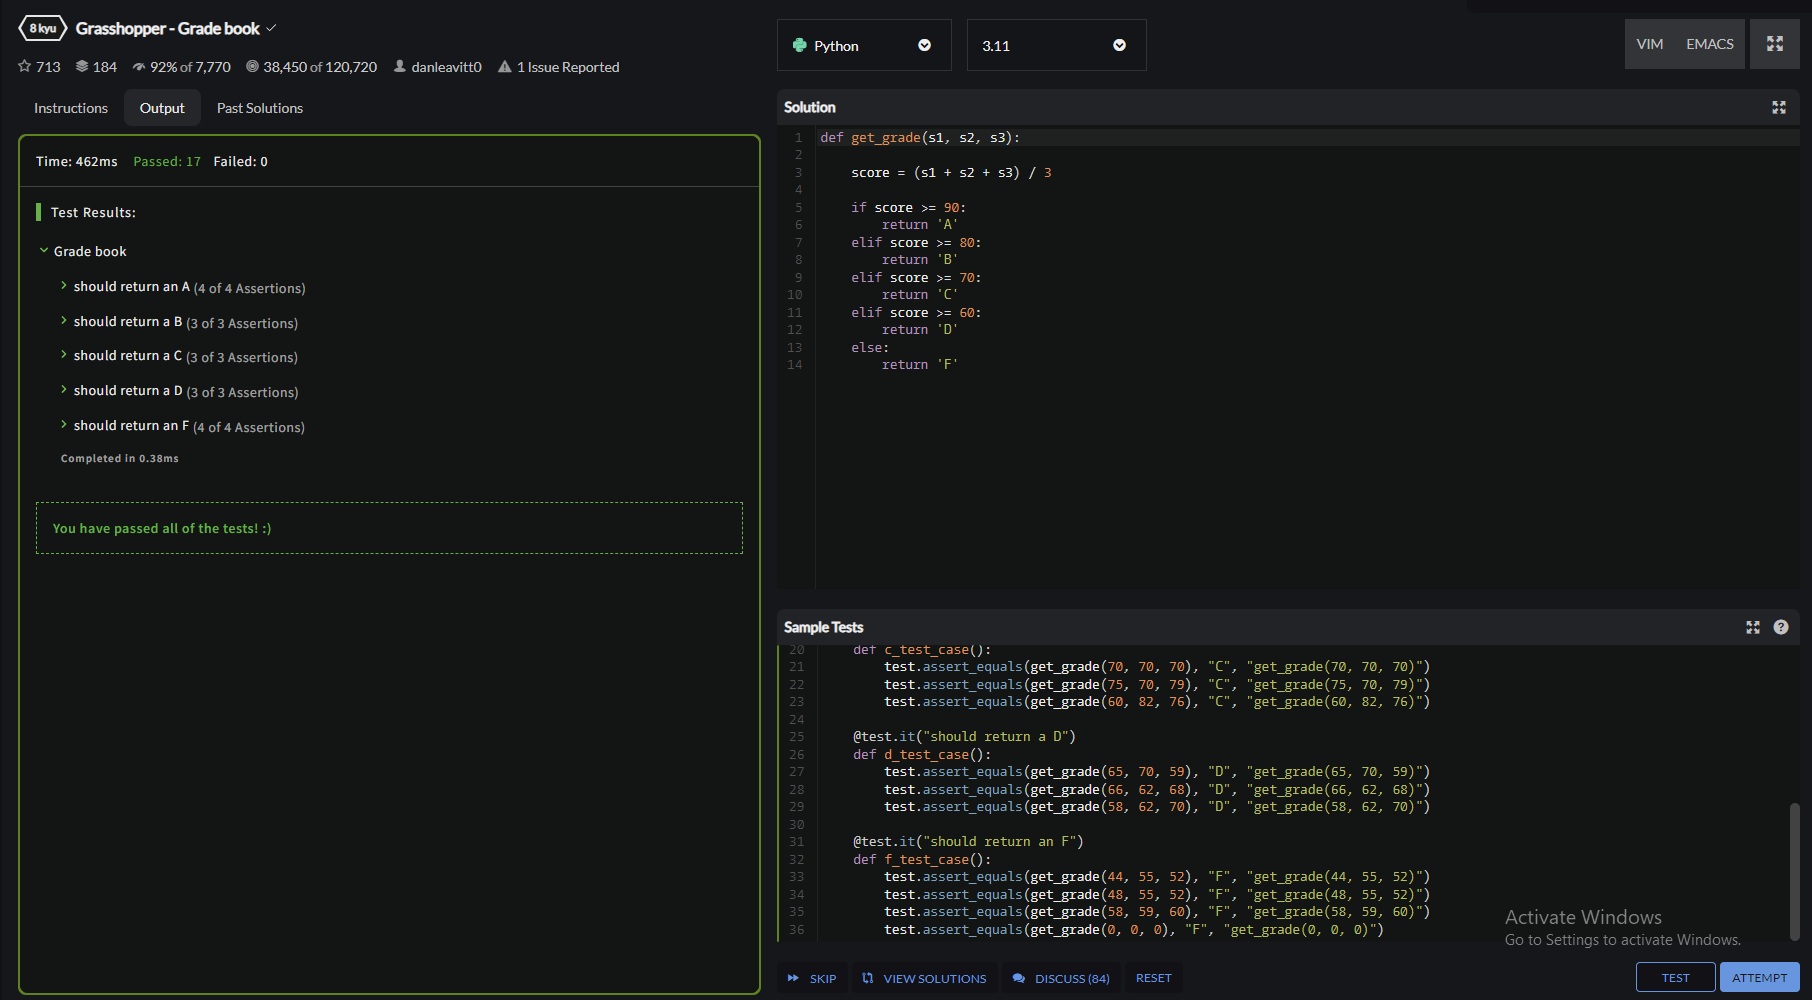 8 kyu Grasshopper - Grade book
713 184 92% of 7,770 38,450 of 120,720 danleavitt0 1 Issue Reported
Instructions Output Past Solutions
Time: 462ms Passed: 17 Failed: 0
Test Results:
Grade book
should return an A (4 of 4 Assertions)
should return a B (3 of 3 Assertions)
should return a C (3 of 3 Assertions)
should return a D (3 of 3 Assertions)
should return an F (4 of 4 Assertions)
Completed in 0.38ms
You have passed all of the tests! :)
Python 3.11 VIM EMACS
Solution
1 def get_grade(s1, s2, s3):
2
3 score = (s1 + s2 + s3) / 3
4
5 if score >= 90:
6 return 'A'
7 elif score >= 80:
8 return 'B'
9 elif score >= 70:
10 return 'C'
11 elif score >= 60:
12 return 'D'
13 else:
14 return 'F'
Sample Tests
20 def c_test_case():
21 test.assert_equals(get_grade(70, 70, 70), "C", "get_grade(70, 70, 70)")
22 test.assert_equals(get_grade(75, 70, 79), "C", "get_grade(75, 70, 79)")
23 test.assert_equals(get_grade(60, 82, 76), "C", "get_grade(60, 82, 76)")
24
25 @test.it("should return a D")
26 def d_test_case():
27 test.assert_equals(get_grade(65, 70, 59), "D", "get_grade(65, 70, 59)")
28 test.assert_equals(get_grade(66, 62, 68), "D", "get_grade(66, 62, 68)")
29 test.assert_equals(get_grade(58, 62, 70), "D", "get_grade(58, 62, 70)")
30
31 @test.it("should return an F")
32 def f_test_case():
33 test.assert_equals(get_grade(44, 55, 52), "F", "get_grade(44, 55, 52)")
34 test.assert_equals(get_grade(48, 55, 52), "F", "get_grade(48, 55, 52)")
35 test.assert_equals(get_grade(58, 59, 60), "F", "get_grade(58, 59, 60)")
36 test.assert_equals(get_grade(0, 0, 0), "F", "get_grade(0, 0, 0)")
Activate Windows
Go to Settings to activate Windows.
SKIP VIEW SOLUTIONS DISCUSS (84) RESET TEST ATTEMPT